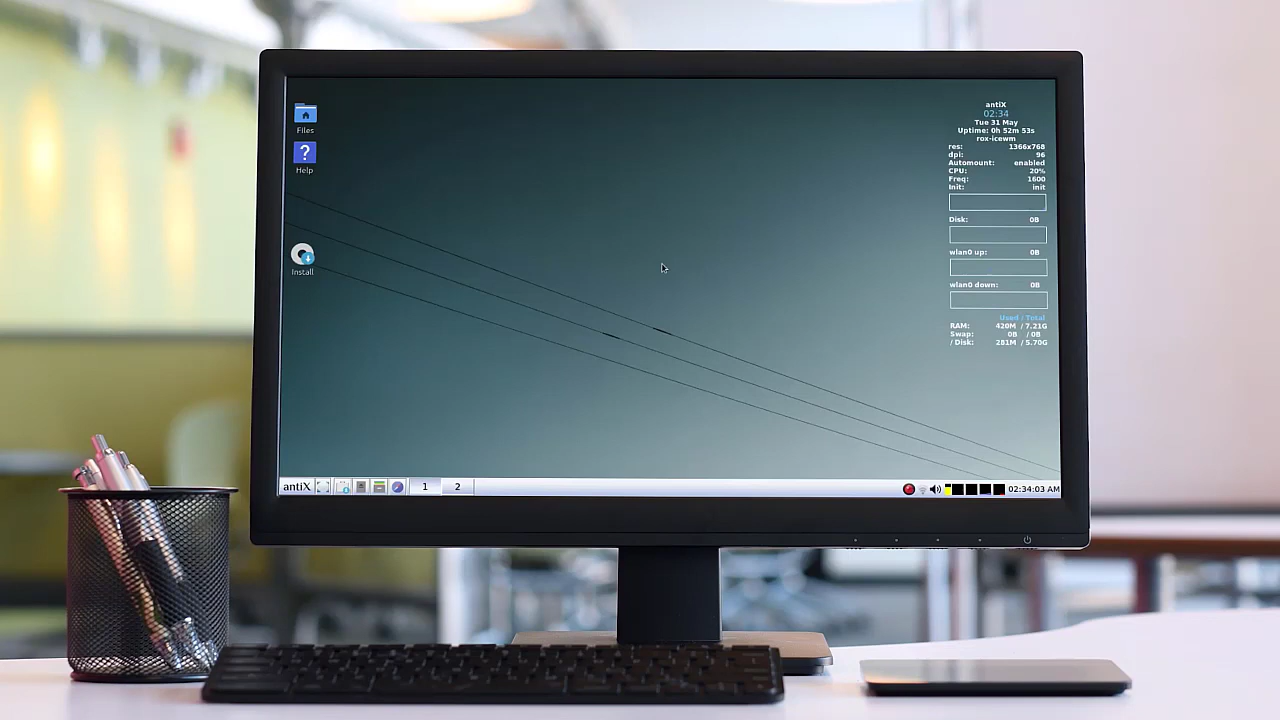 Files
?
Help
Install
antiX
02:34
Tue 31 May
Uptime: 0h 52m 53s
rox-icewm
res: 1366x768
dpi: 96
Automount: enabled
CPU: 20%
Freq: 1600
Init: init
Disk: 0B
wlan0 up: 0B
wlan0 down: 0B
Used / Total
RAM: 420M / 7.21G
Swap: 0B / 0B
/ Disk: 281M / 5.70G
antiX 1 2 02:34:03 AM